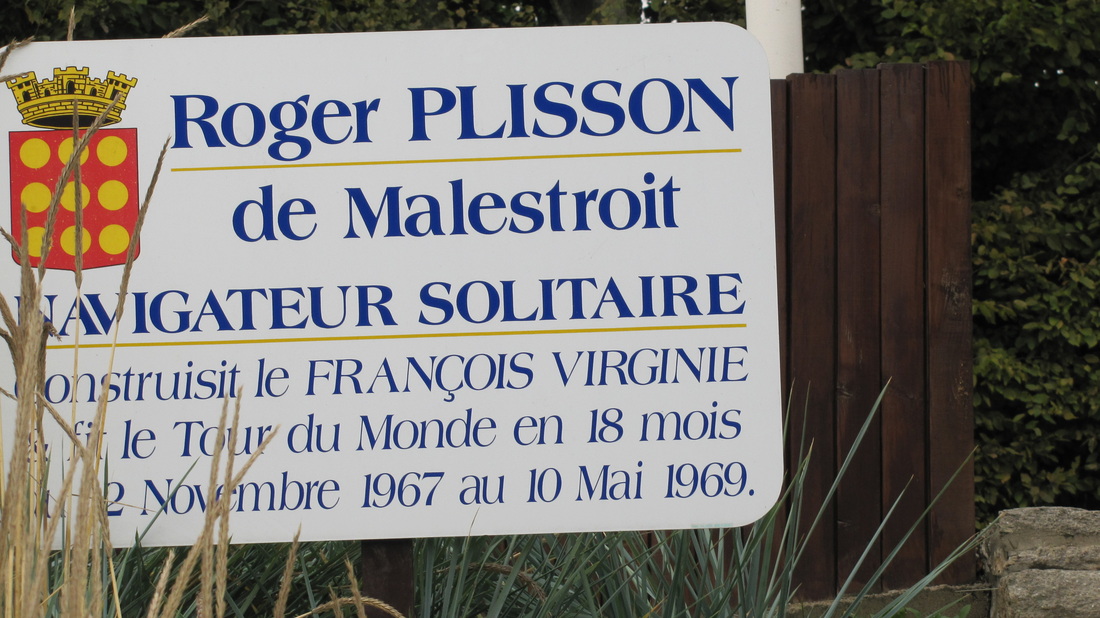 Roger PLISSON
de Malestroit
NAVIGATEUR SOLITAIRE
construisit le FRANÇOIS VIRGINIE
fit le Tour du Monde en 18 mois
Novembre 1967 au 10 Mai 1969.